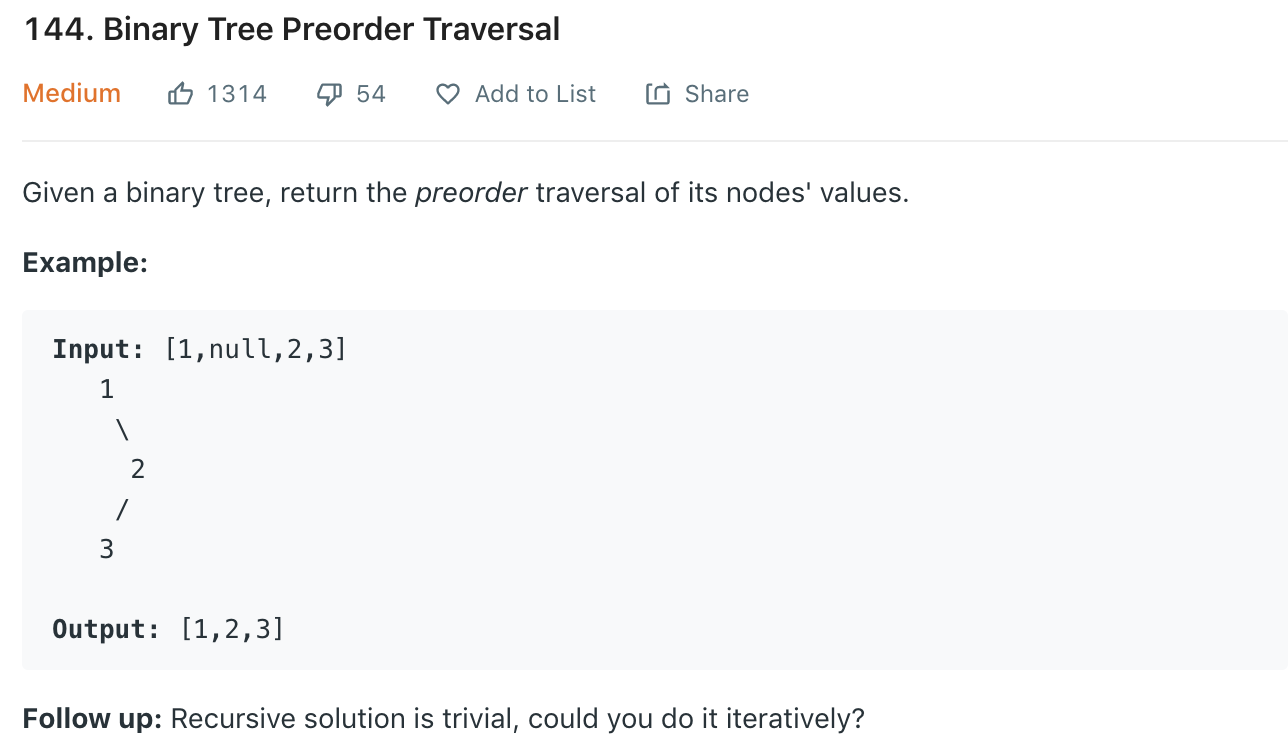 144. Binary Tree Preorder Traversal
Medium 1314 54 Add to List Share
Given a binary tree, return the preorder traversal of its nodes' values.
Example:
Input: [1,null,2,3]
1
\
2
/
3
Output: [1,2,3]
Follow up: Recursive solution is trivial, could you do it iteratively?